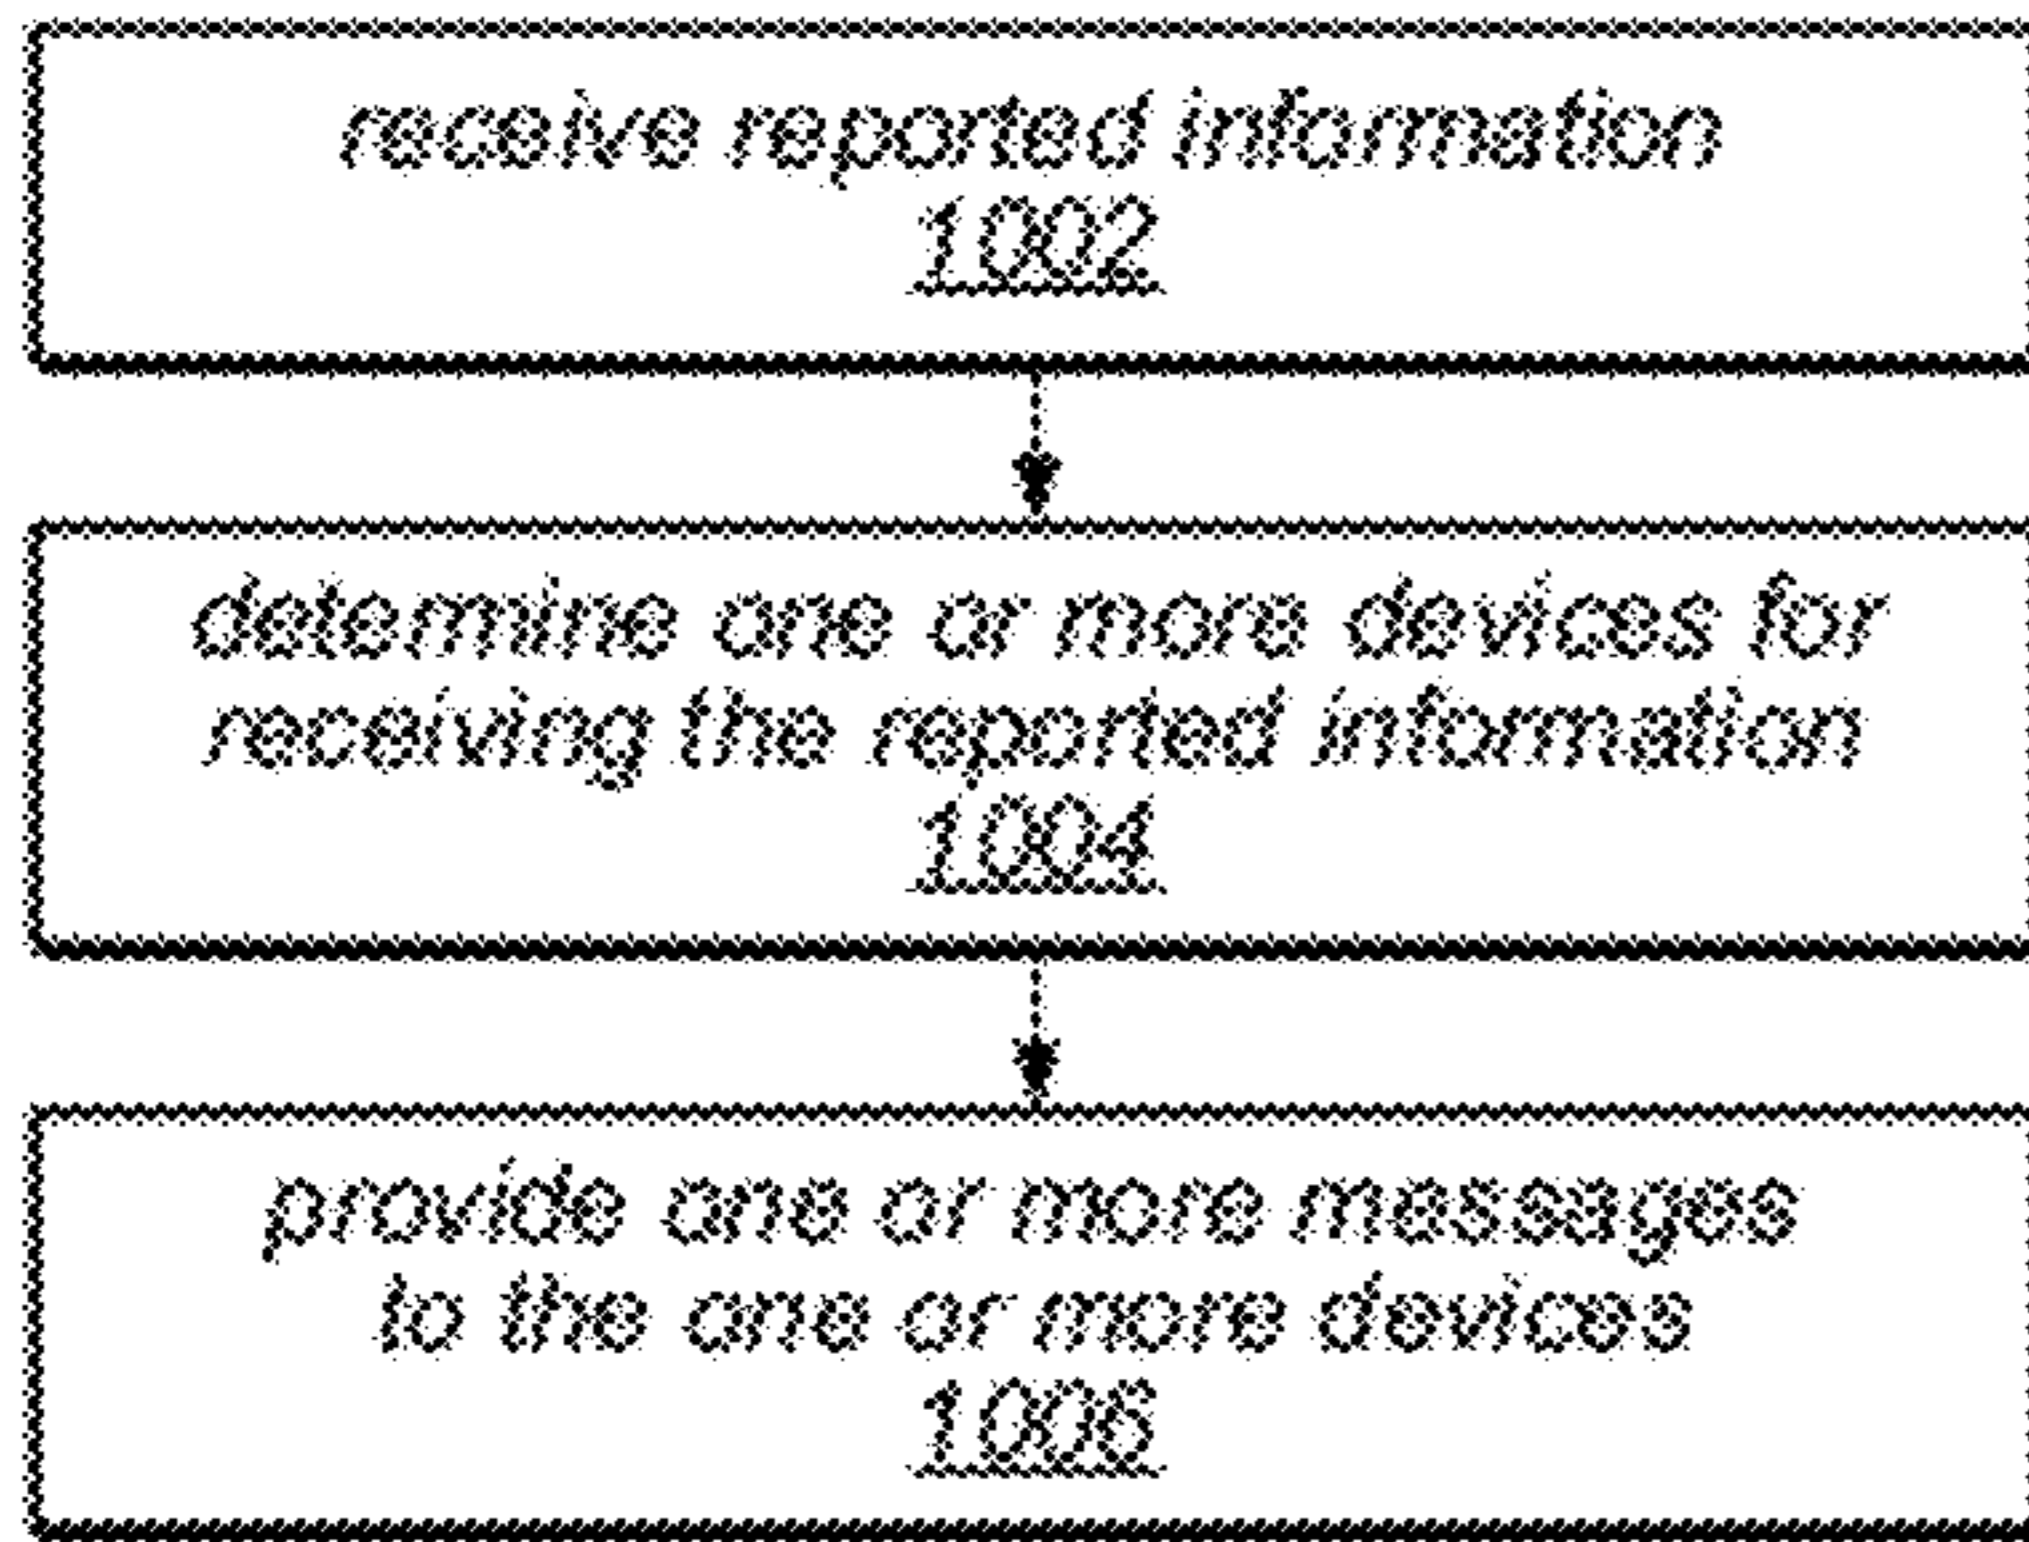 receive reported information
1002
determine one or more devices for
receiving the reported information
1004
provide one or more messages
to the one or more devices
1006